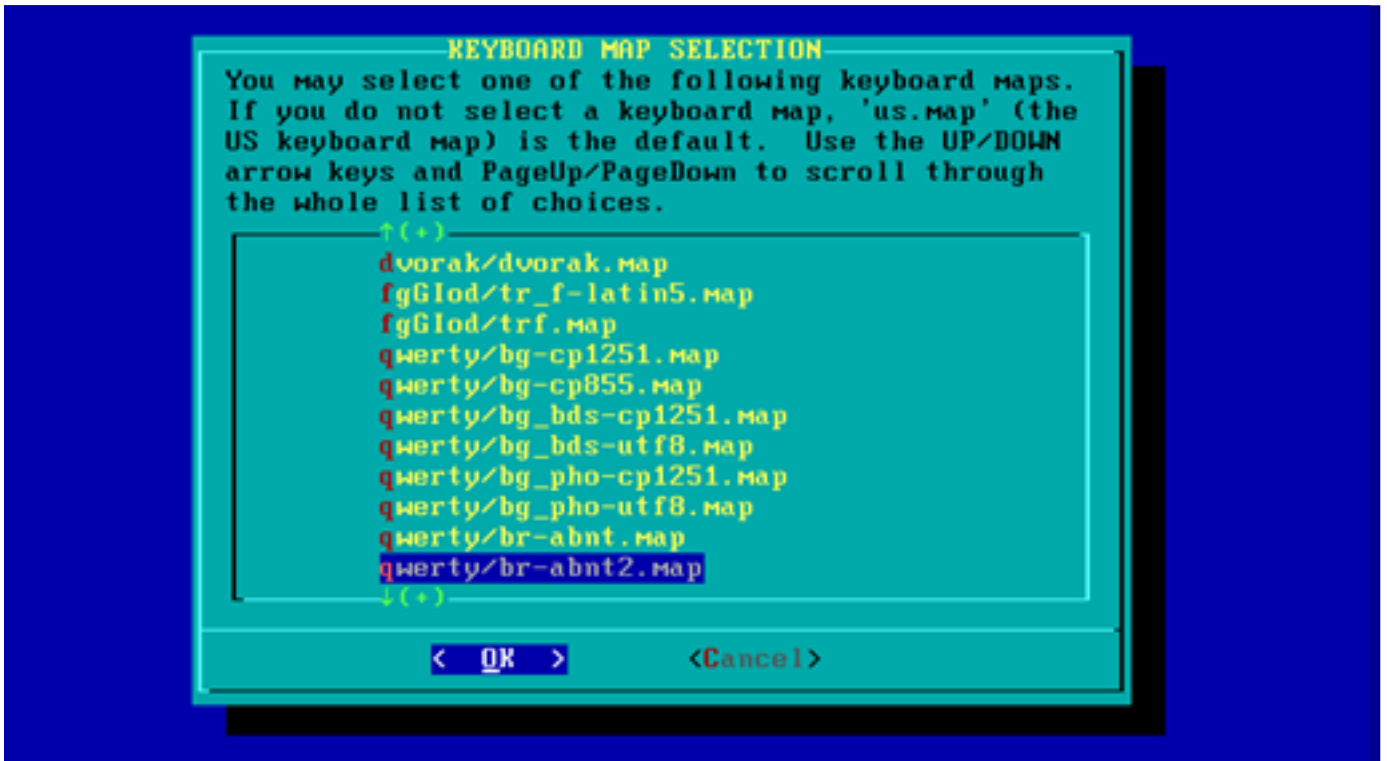 KEYBOARD MAP SELECTION
You may select one of the following keyboard maps.
If you do not select a keyboard map, 'us.map' (the
US keyboard map) is the default.  Use the UP/DOWN
arrow keys and PageUp/PageDown to scroll through
the whole list of choices.
↑(+)
dvorak/dvorak.map
fgGIod/tr_f-latin5.map
fgGIod/trf.map
qwerty/bg-cp1251.map
qwerty/bg-cp855.map
qwerty/bg_bds-cp1251.map
qwerty/bg_bds-utf8.map
qwerty/bg_pho-cp1251.map
qwerty/bg_pho-utf8.map
qwerty/br-abnt.map
qwerty/br-abnt2.map
↓(+)
<  OK  >    <Cancel>